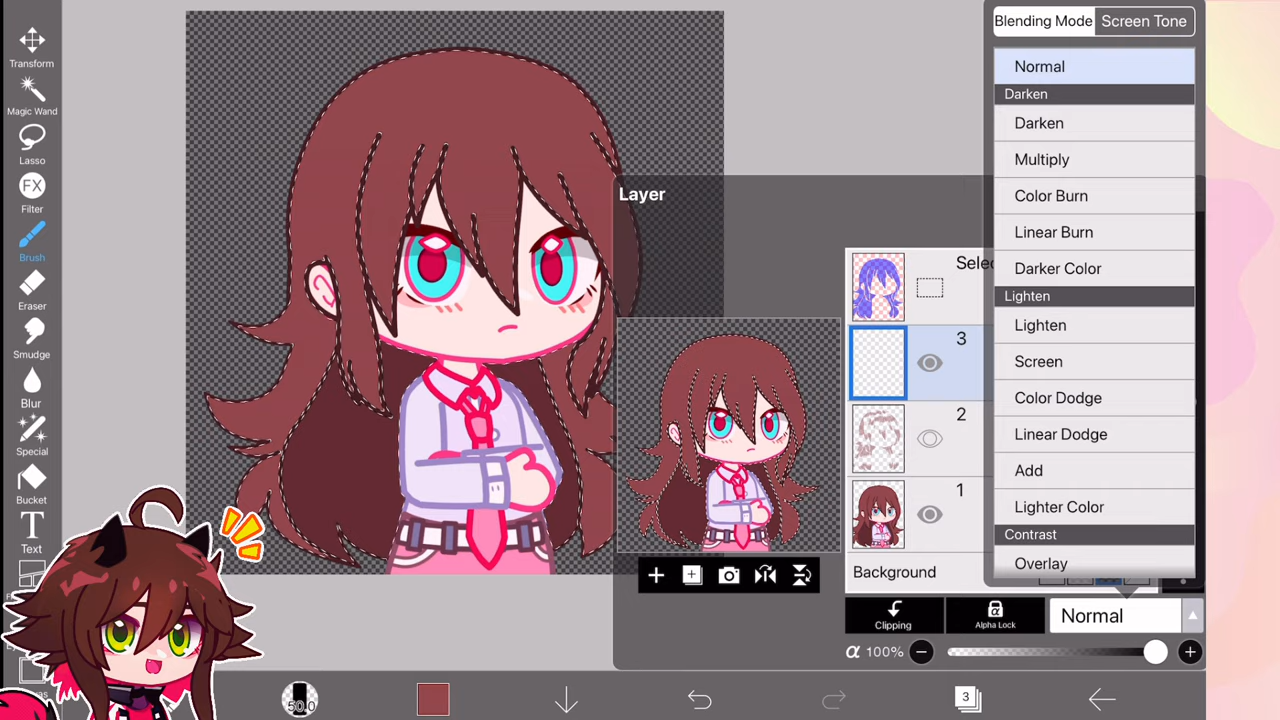 Transform
Magic Wand
Lasso
FX
Filter
Brush
Eraser
Smudge
Blur
Special
Bucket
T
Text
50.0
3
Layer
Selec
3
2
1
Background
Clipping
Alpha Lock
Normal
α 100%
Blending Mode
Screen Tone
Normal
Darken
Darken
Multiply
Color Burn
Linear Burn
Darker Color
Lighten
Lighten
Screen
Color Dodge
Linear Dodge
Add
Lighter Color
Contrast
Overlay